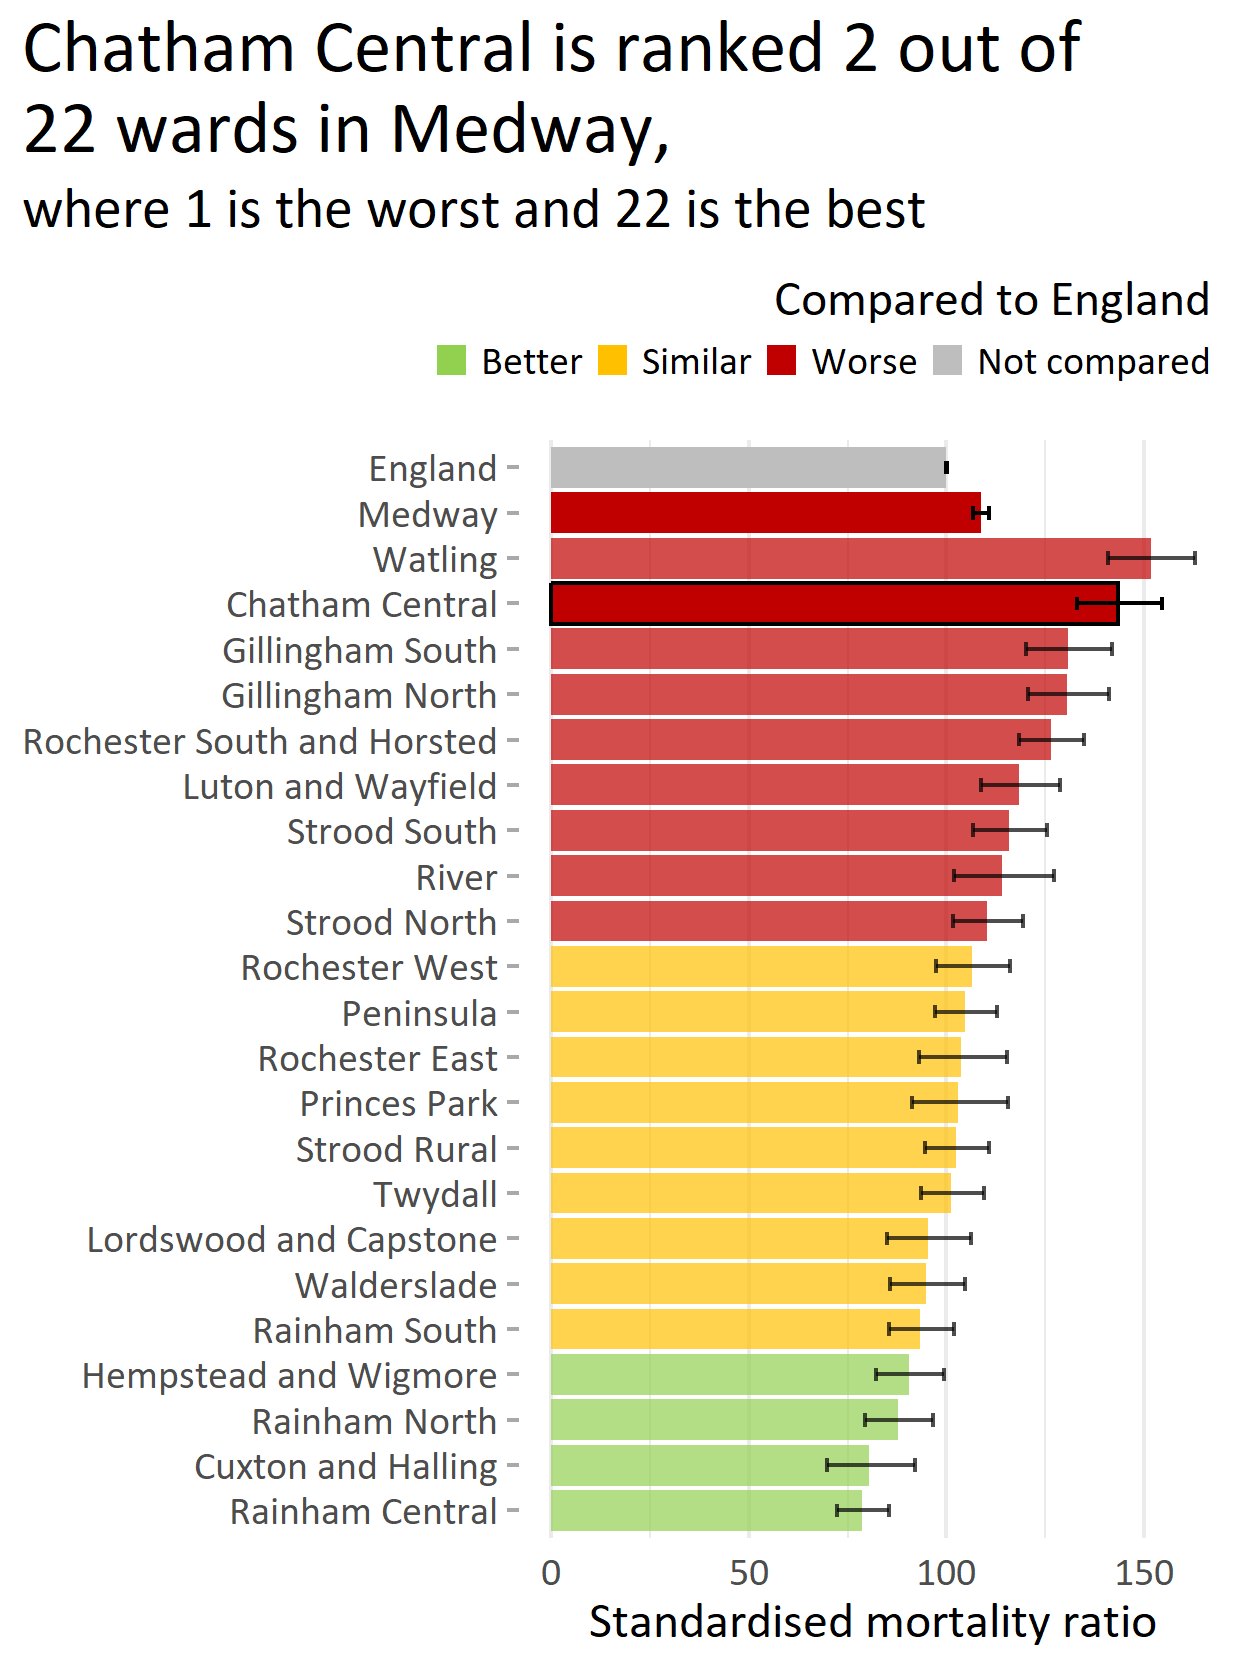 Chatham Central is ranked 2 out of
22 wards in Medway,
where 1 is the worst and 22 is the best
Compared to England
Better Similar Worse Not compared
England
Medway
Watling
Chatham Central
Gillingham South
Gillingham North
Rochester South and Horsted
Luton and Wayfield
Strood South
River
Strood North
Rochester West
Peninsula
Rochester East
Princes Park
Strood Rural
Twydall
Lordswood and Capstone
Walderslade
Rainham South
Hempstead and Wigmore
Rainham North
Cuxton and Halling
Rainham Central
0 50 100 150
Standardised mortality ratio